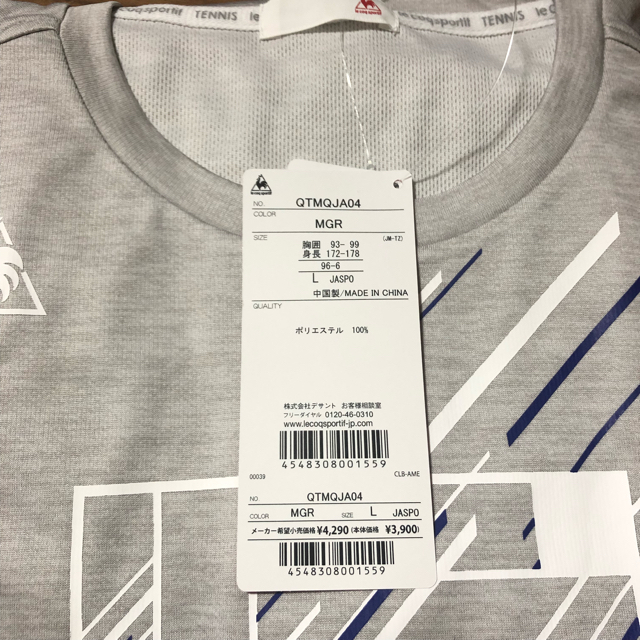 le coq sportif TENNIS
TENNIS le coq sportif
le coq sportif
NO. QTMQJA04
COLOR
MGR
SIZE (JM-TZ)
胸囲 93- 99
身長 172-178
96-6
L JASPO
中国製/MADE IN CHINA
QUALITY
ポリエステル 100%
株式会社デサント お客様相談室
フリーダイヤル 0120-46-0310
www.lecoqsportif-jp.com
4548308001559
00039 CLB-AME
NO. QTMQJA04
COLOR MGR SIZE L JASPO
メーカー希望小売価格¥4,290(本体価格 ¥3,900)
4548308001559